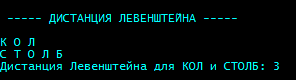 ----- ДИСТАНЦИЯ ЛЕВЕНШТЕЙНА -----
К О Л
С Т О Л Б
Дистанция Левенштейна для КОЛ и СТОЛБ: 3